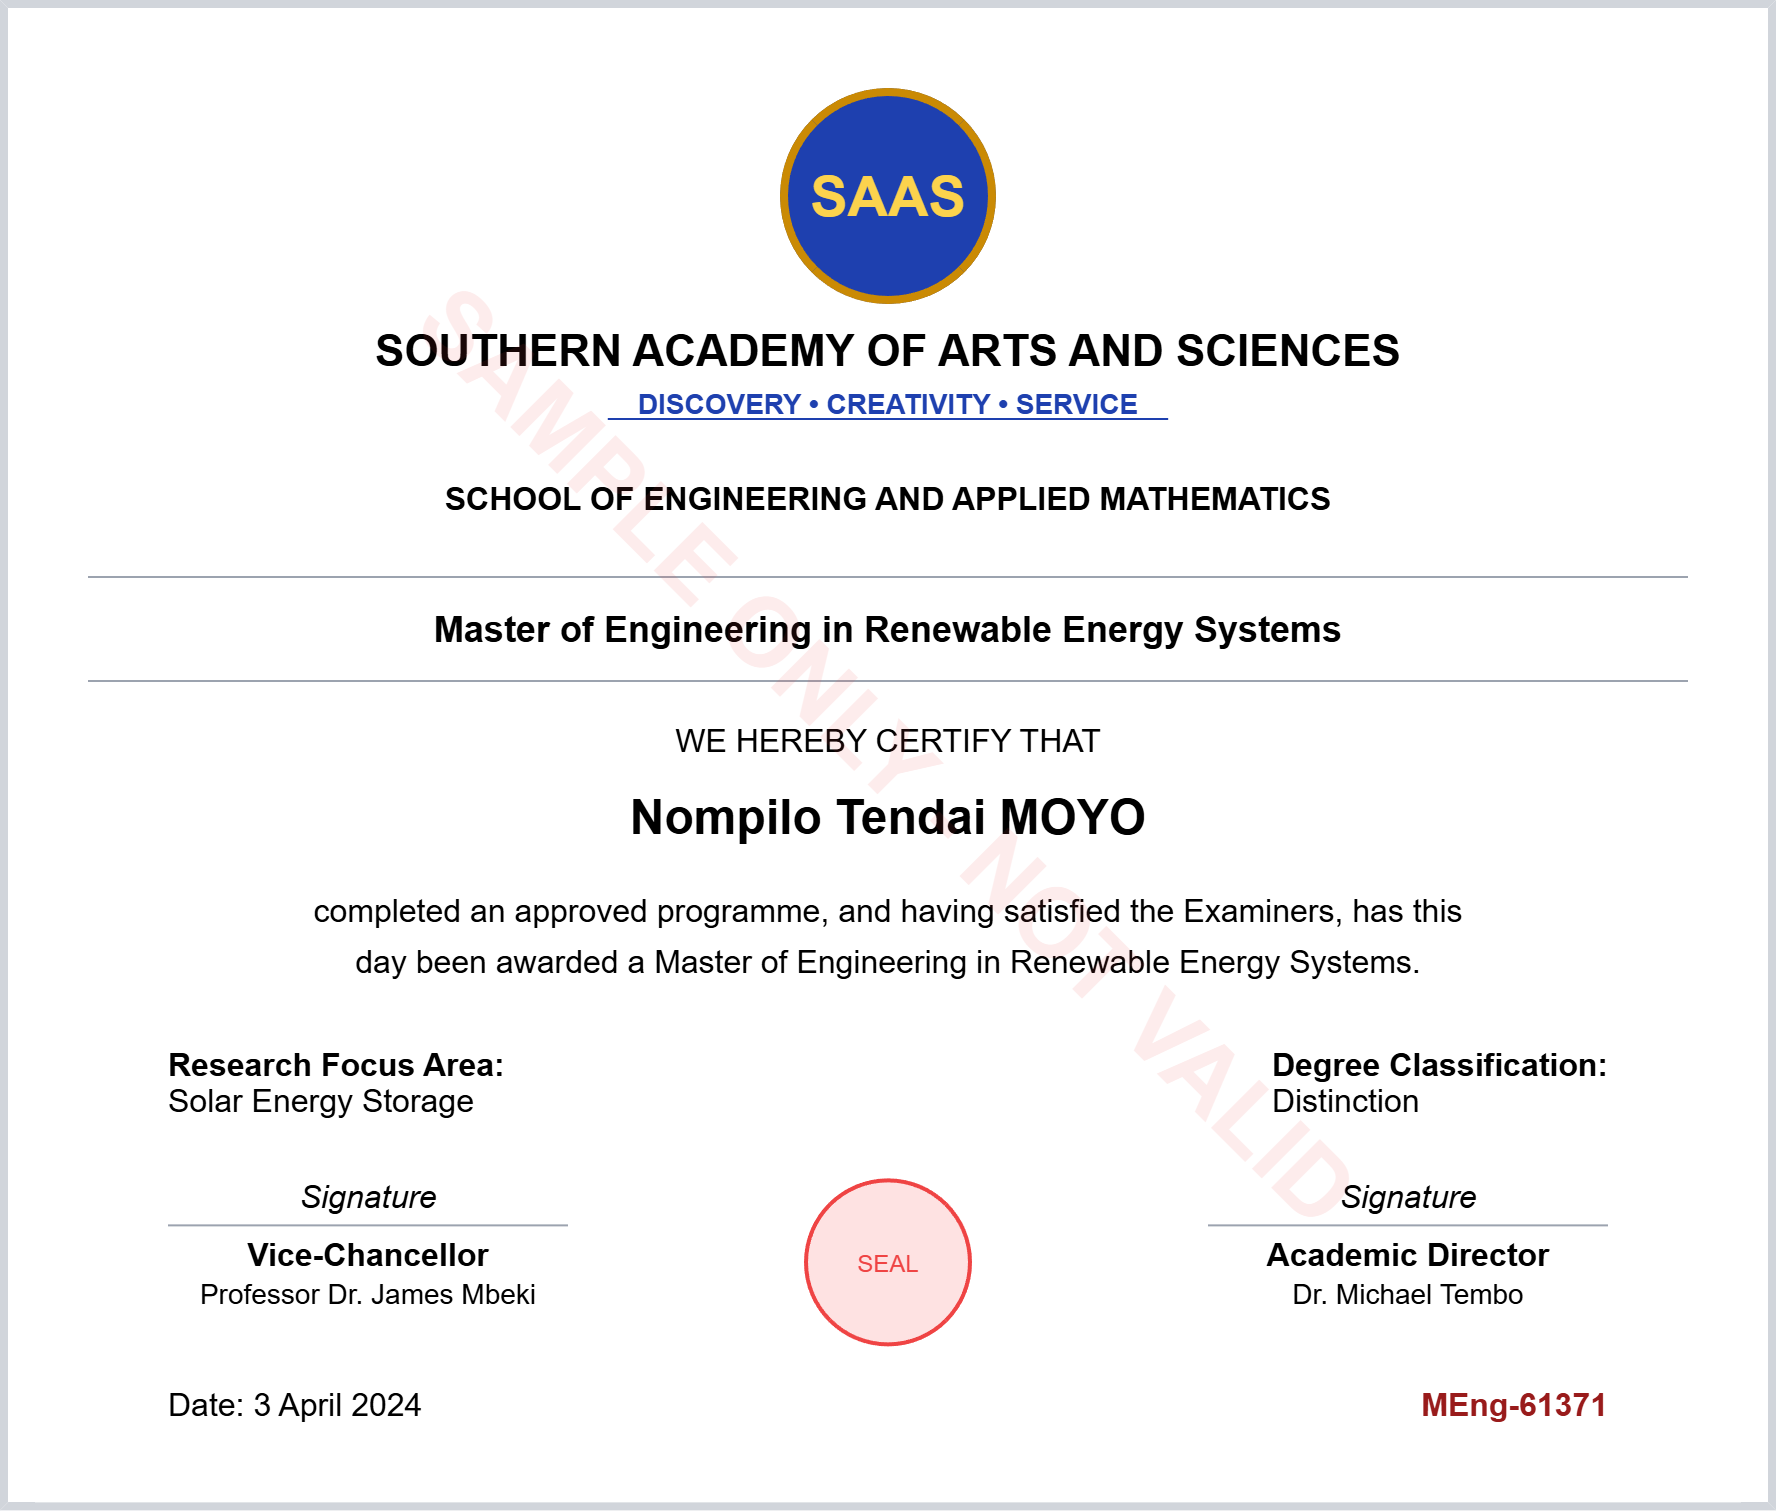 SAAS
SOUTHERN ACADEMY OF ARTS AND SCIENCES
DISCOVERY • CREATIVITY • SERVICE
SCHOOL OF ENGINEERING AND APPLIED MATHEMATICS
Master of Engineering in Renewable Energy Systems
WE HEREBY CERTIFY THAT
Nompilo Tendai MOYO
completed an approved programme, and having satisfied the Examiners, has this
day been awarded a Master of Engineering in Renewable Energy Systems.
Research Focus Area:
Solar Energy Storage
Degree Classification:
Distinction
Signature
Vice-Chancellor
Professor Dr. James Mbeki
SEAL
Signature
Academic Director
Dr. Michael Tembo
Date: 3 April 2024
MEng-61371
SAMPLE ONLY - NOT VALID